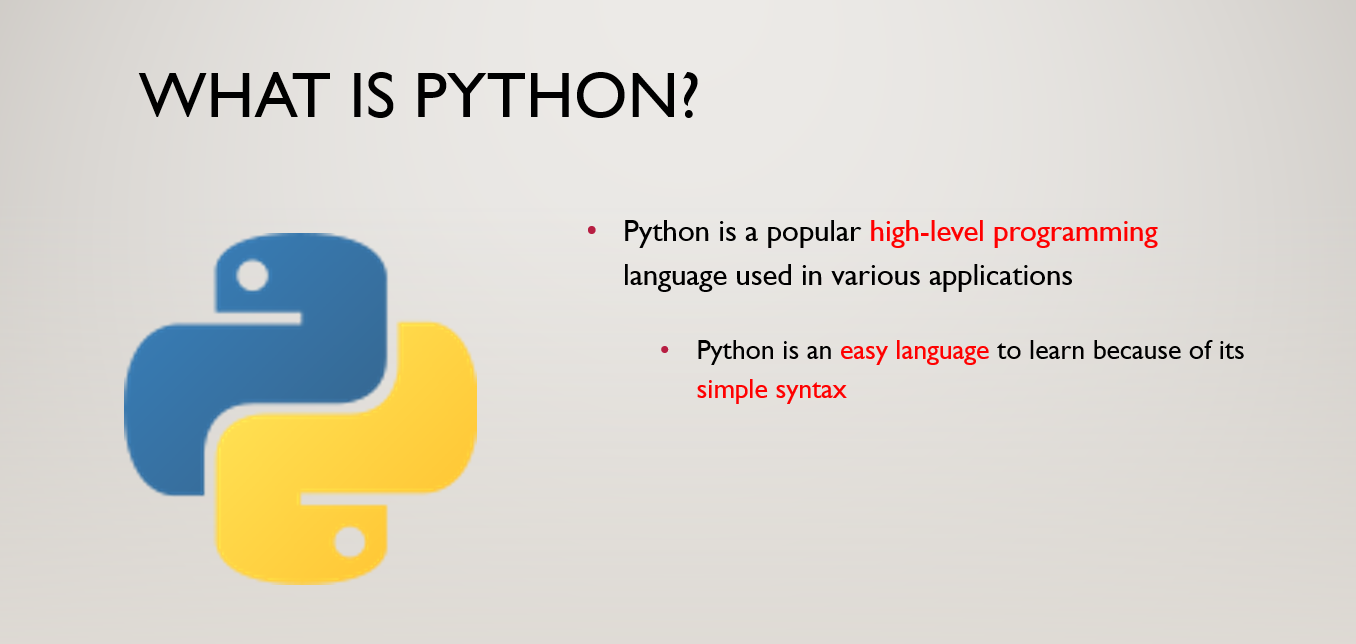 WHAT IS PYTHON?
• Python is a popular high-level programming
language used in various applications
• Python is an easy language to learn because of its
simple syntax